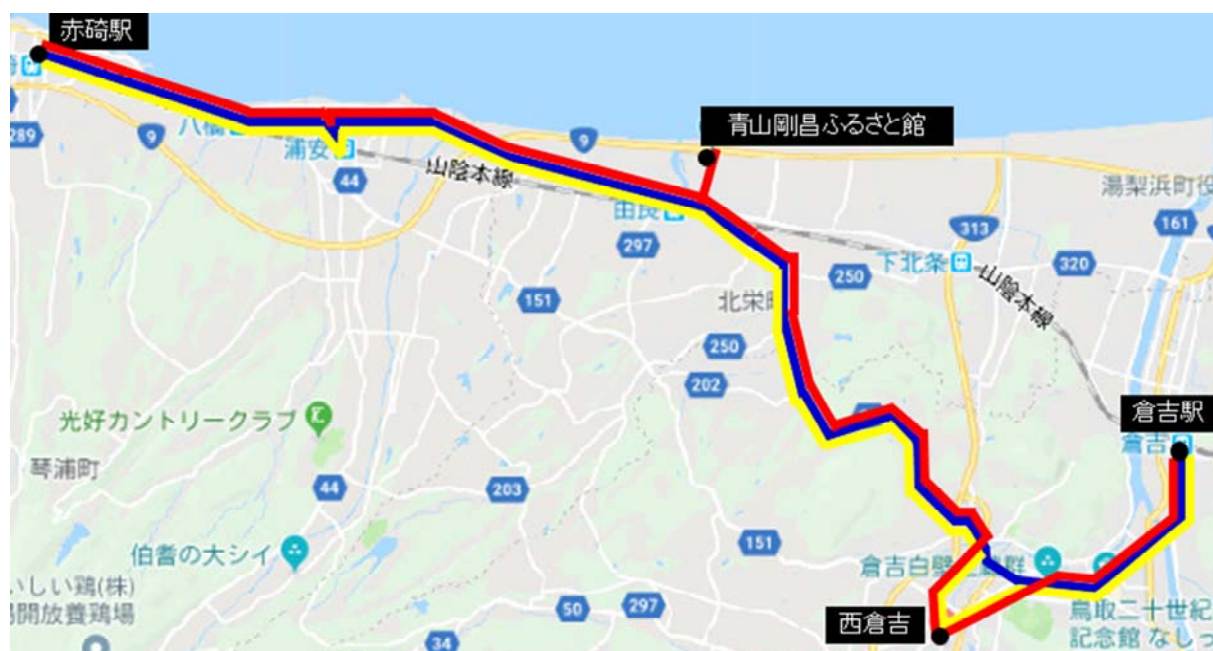 赤碕駅
289
9
八橋
浦安
44
山陰本線
青山剛昌ふるさと館
9
由良
297
湯梨浜町役
161
313
下北条
320
250
山陰本線
151
北栄町
250
202
光好カントリークラブ
倉吉駅
倉吉
琴浦町
44
203
伯耆の大シイ
151
倉吉白壁土蔵群
いしい鶏(株)
開放養鶏場
50
297
34
西倉吉
鳥取二十世紀
記念館 なしっ